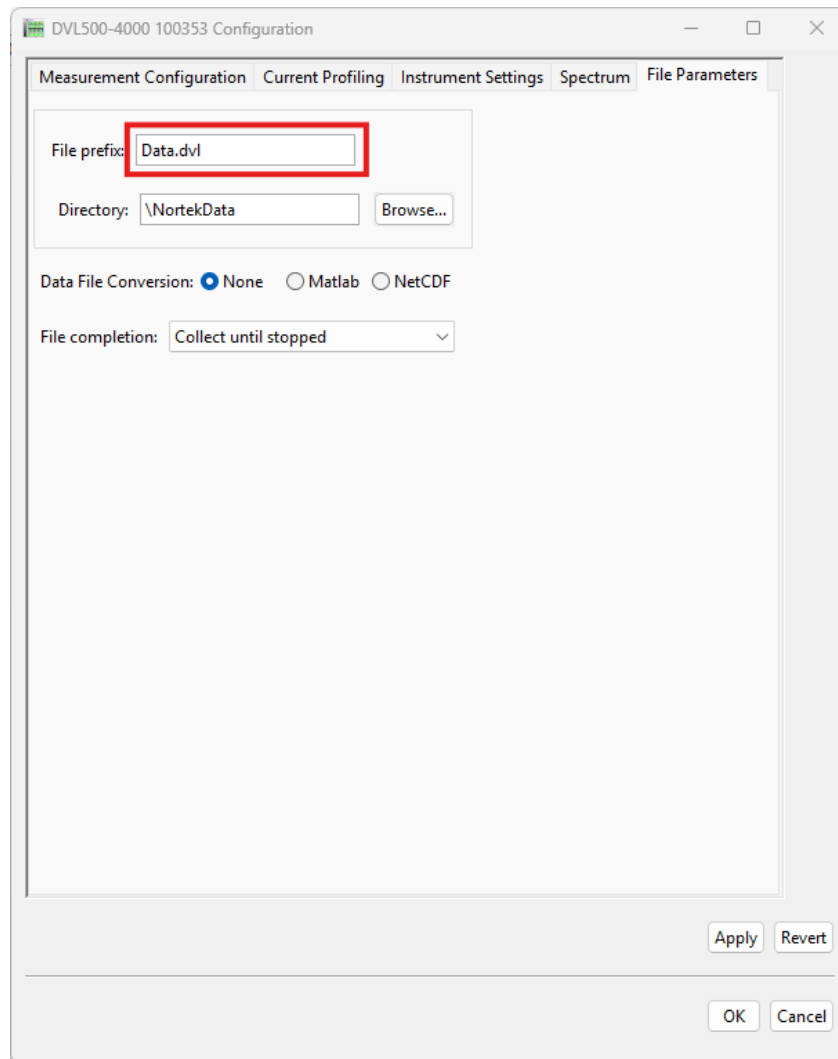 DVL500-4000 100353 Configuration
Measurement Configuration Current Profiling Instrument Settings Spectrum File Parameters
File prefix: Data.dvl
Directory: \NortekData Browse...
Data File Conversion: None Matlab NetCDF
File completion: Collect until stopped
Apply Revert
OK Cancel